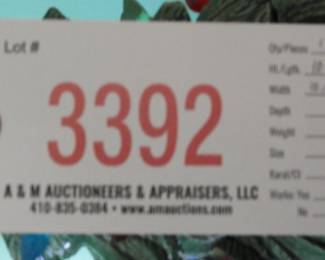 Lot #
3392
A & M AUCTIONEERS & APPRAISERS, LLC
410-835-0384 • www.amauctions.com
Qty/Pieces
Ht./Lgth.
Width
Depth
Weight
Size
Karat/Ct
Works Yes
No